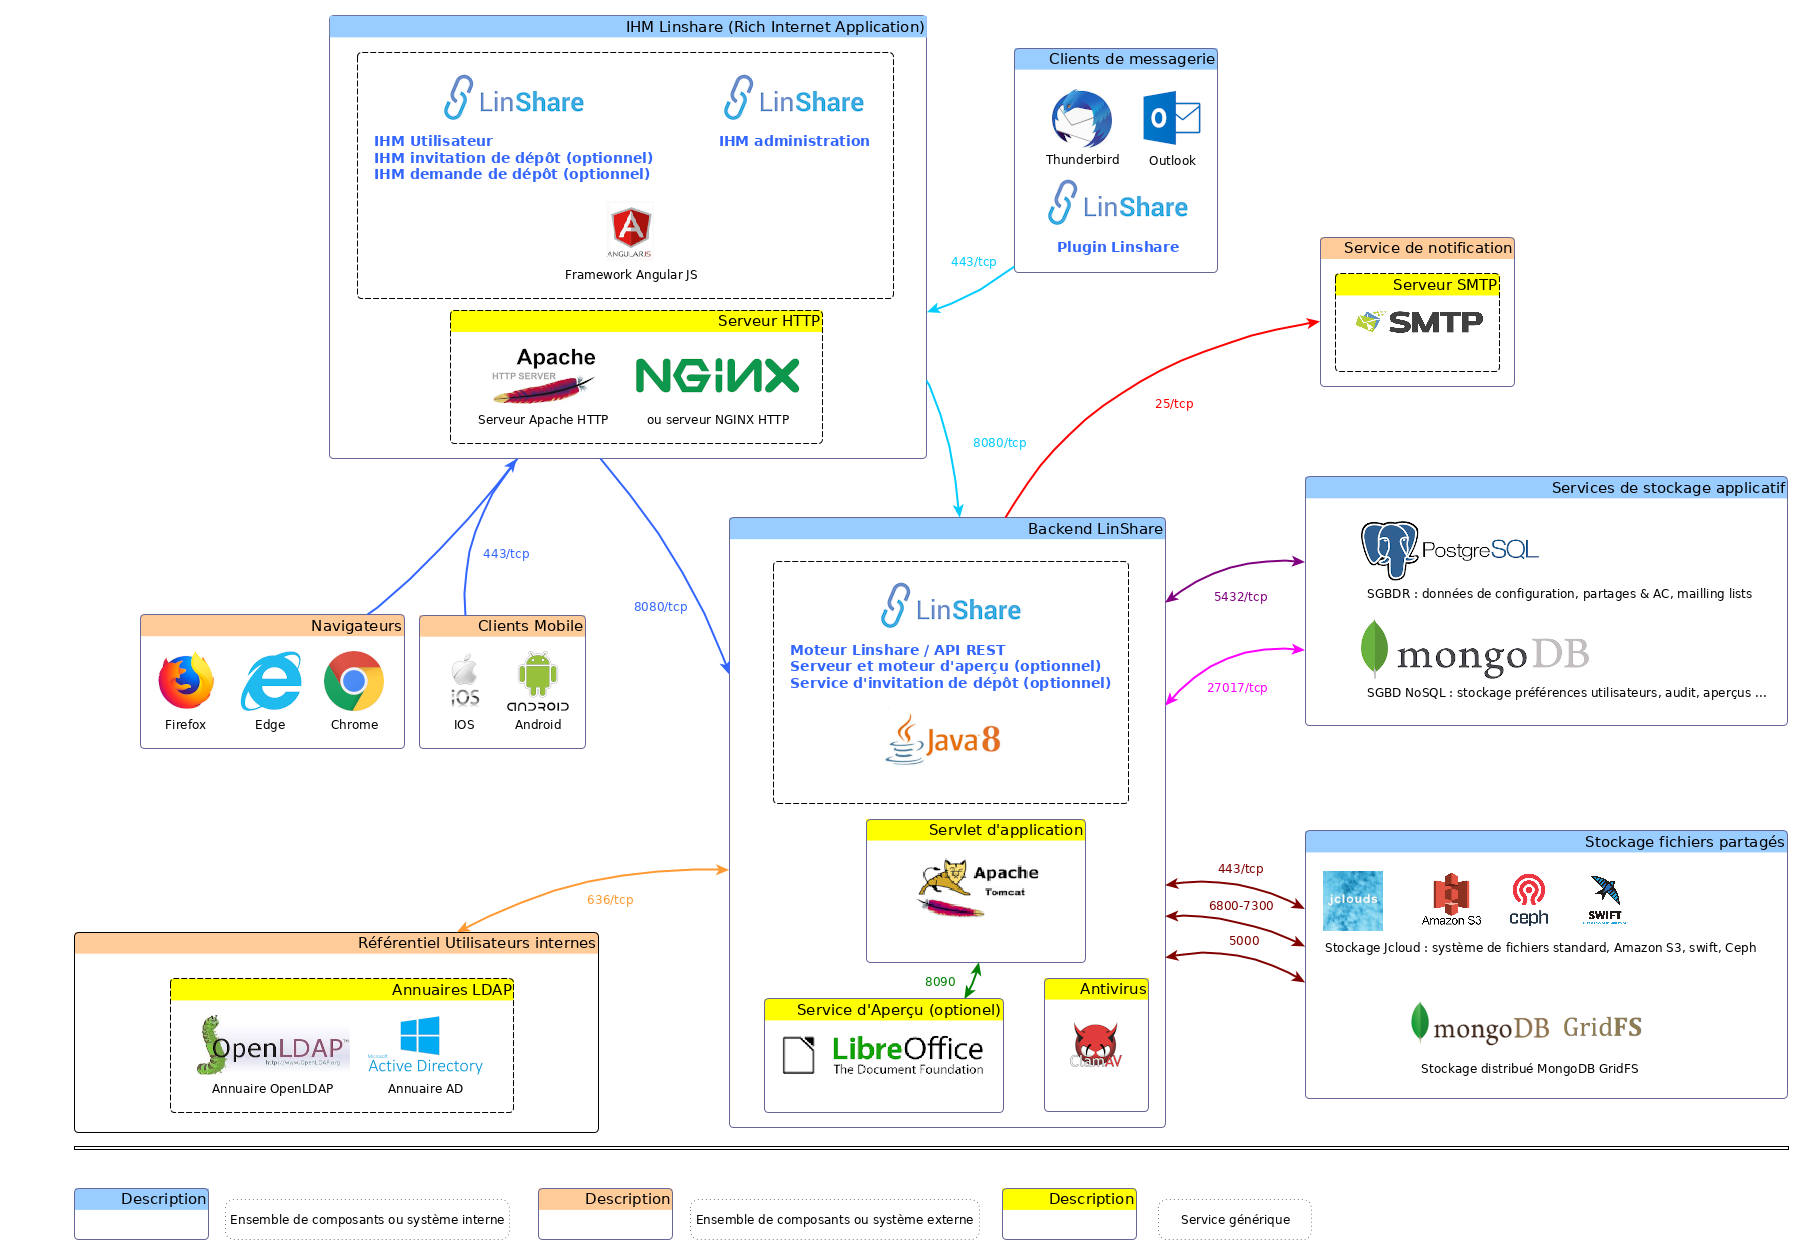 IHM Linshare (Rich Internet Application)
LinShare
LinShare
IHM Utilisateur
IHM invitation de dépôt (optionnel)
IHM demande de dépôt (optionnel)
IHM administration
ANGULARJS
Framework Angular JS
Serveur HTTP
Apache
HTTP SERVER
NGINX
Serveur Apache HTTP
ou serveur NGINX HTTP
Clients de messagerie
Thunderbird
Outlook
LinShare
Plugin Linshare
443/tcp
8080/tcp
Service de notification
Serveur SMTP
SMTP
25/tcp
443/tcp
8080/tcp
Navigateurs
Firefox
Edge
Chrome
Clients Mobile
iOS
IOS
ANDROID
Android
Backend LinShare
LinShare
Moteur Linshare / API REST
Serveur et moteur d'aperçu (optionnel)
Service d'invitation de dépôt (optionnel)
Java 8
Servlet d'application
Apache
Tomcat
8090
Service d'Aperçu (optionel)
LibreOffice
The Document Foundation
Antivirus
ClamAV
5432/tcp
27017/tcp
Services de stockage applicatif
PostgreSQL
SGBDR : données de configuration, partages & AC, mailling lists
mongoDB
SGBD NoSQL : stockage préférences utilisateurs, audit, aperçus ...
443/tcp
6800-7300
5000
Stockage fichiers partagés
jclouds
Amazon S3
ceph
SWIFT
Stockage Jcloud : système de fichiers standard, Amazon S3, swift, Ceph
mongoDB GridFS
Stockage distribué MongoDB GridFS
636/tcp
Référentiel Utilisateurs internes
Annuaires LDAP
OpenLDAP
http://www.OpenLDAP.org
Microsoft
Active Directory
Annuaire OpenLDAP
Annuaire AD
Description
Ensemble de composants ou système interne
Description
Ensemble de composants ou système externe
Description
Service générique